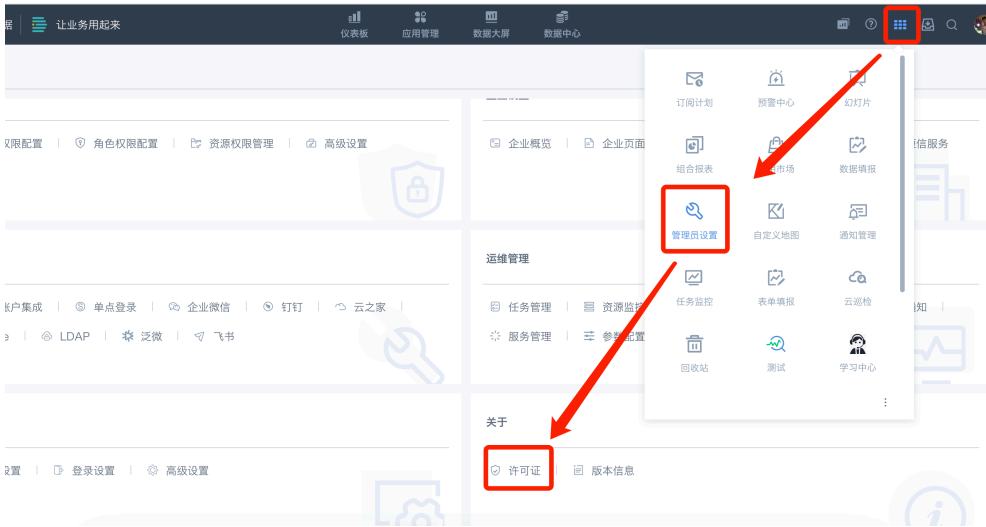 据 让业务用起来
仪表板 应用管理 数据大屏 数据中心
订阅计划 预警中心 幻灯片
权限配置 角色权限配置 资源权限管理 高级设置
企业概览 企业页面 信服务
组合报表 市场 数据填报
管理员设置 自定义地图 通知管理
运维管理
账户集成 单点登录 企业微信 钉钉 云之家
任务管理 资源监控 知
任务监控 表单填报 云巡检
LDAP 泛微 飞书
服务管理 参数配置
回收站 测试 学习中心
关于
设置 登录设置 高级设置
许可证 版本信息